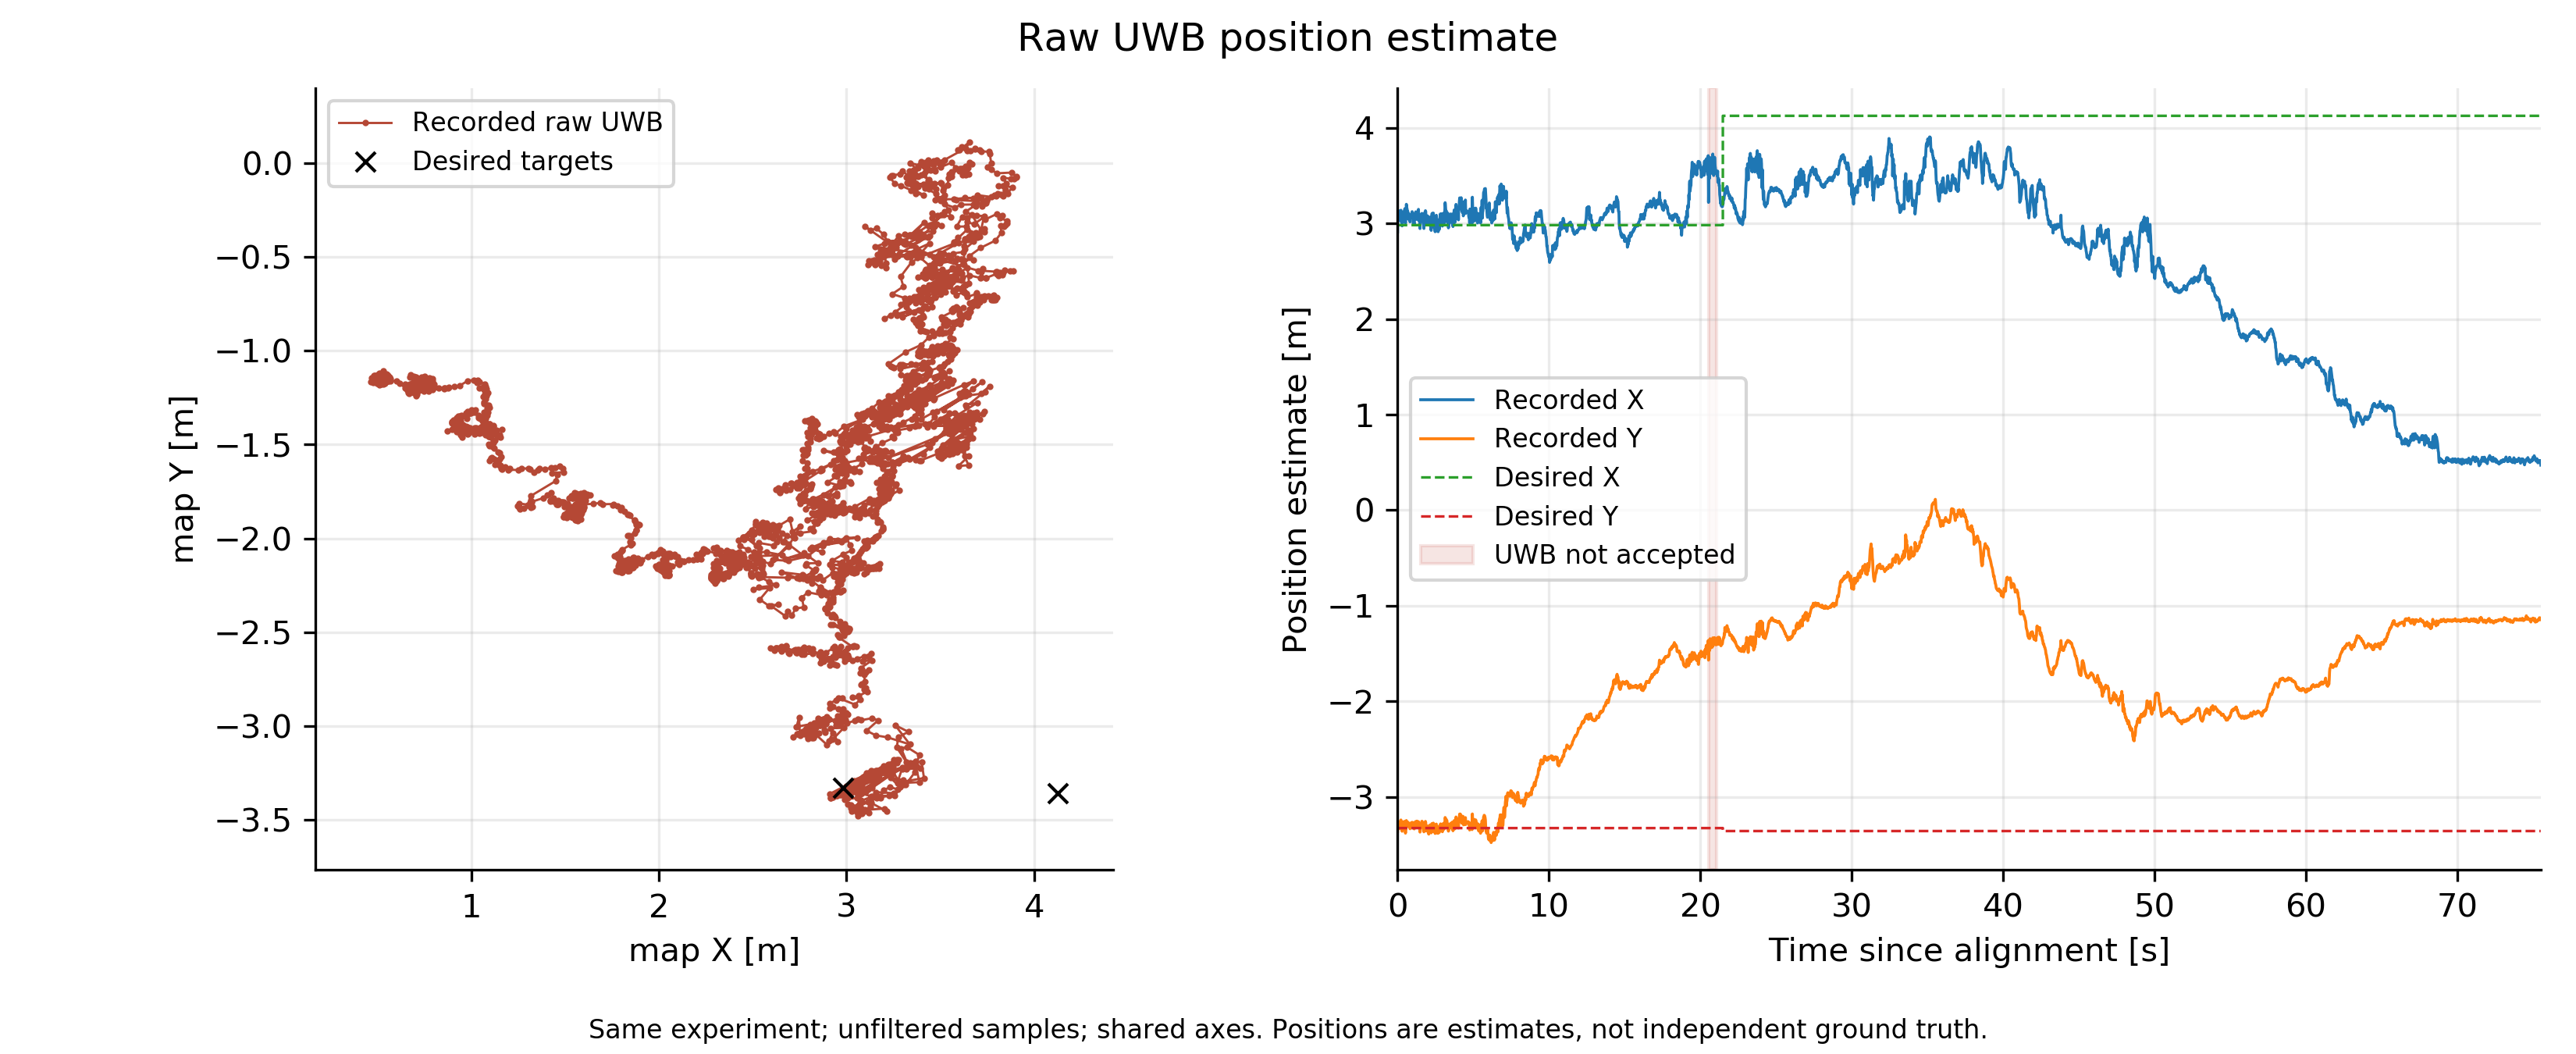 Raw UWB position estimate
Recorded raw UWB
Desired targets
0.0
−0.5
−1.0
−1.5
−2.0
−2.5
−3.0
−3.5
map Y [m]
1 2 3 4
map X [m]
4
3
2
1
0
−1
−2
−3
Position estimate [m]
Recorded X
Recorded Y
Desired X
Desired Y
UWB not accepted
0 10 20 30 40 50 60 70
Time since alignment [s]
Same experiment; unfiltered samples; shared axes. Positions are estimates, not independent ground truth.